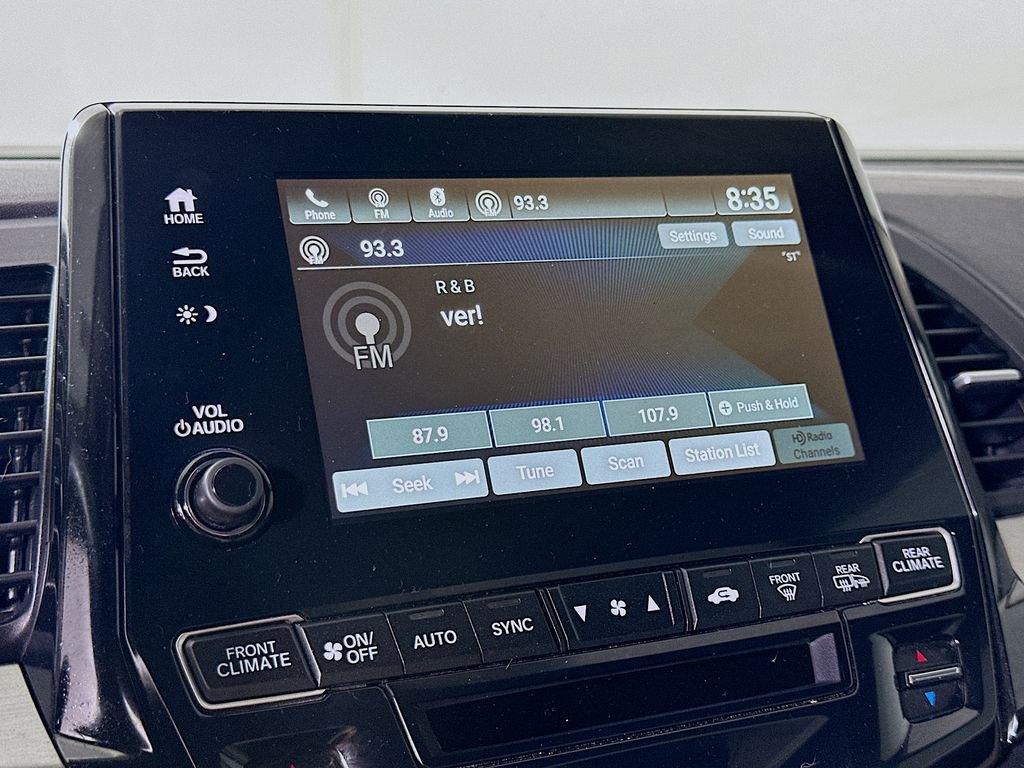 HOME
BACK
VOL
AUDIO
Phone
FM
Audio
FM
93.3
8:35
FM
93.3
Settings
Sound
"ST"
R & B
ver!
FM
87.9
98.1
107.9
Push & Hold
Seek
Tune
Scan
Station List
HD Radio
Channels
FRONT
CLIMATE
ON/
OFF
AUTO
SYNC
FRONT
REAR
REAR
CLIMATE